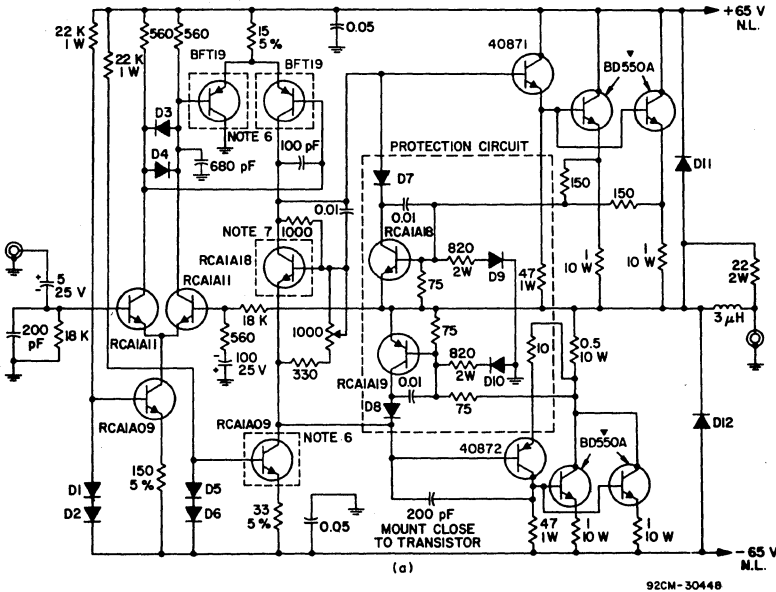 +65 V
N.L.
22 K
1 W
22 K
1 W
560
560
15
5 %
0.05
BFT19
BFT19
40871
BD550A
NOTE 6
D3
D4
680 pF
100 pF
PROTECTION CIRCUIT
D7
0.01
0.01
RCA1A18
150
150
D11
NOTE 7
1000
RCA1A18
820
2W
D9
47
1W
1
10 W
1
10 W
22
2W
5
25 V
RCA1A11
75
200
pF
18 K
RCA1A11
18 K
1000
75
3 μH
560
100
25 V
330
820
2W
D10
10
0.5
10 W
RCA1A19
0.01
D8
75
RCA1A09
RCA1A09
NOTE 6
40872
BD550A
D12
150
5 %
D1
D2
D5
D6
33
5 %
0.05
200 pF
MOUNT CLOSE
TO TRANSISTOR
47
1W
1
10 W
1
10 W
-65 V
N.L.
(a)
92CM-30448